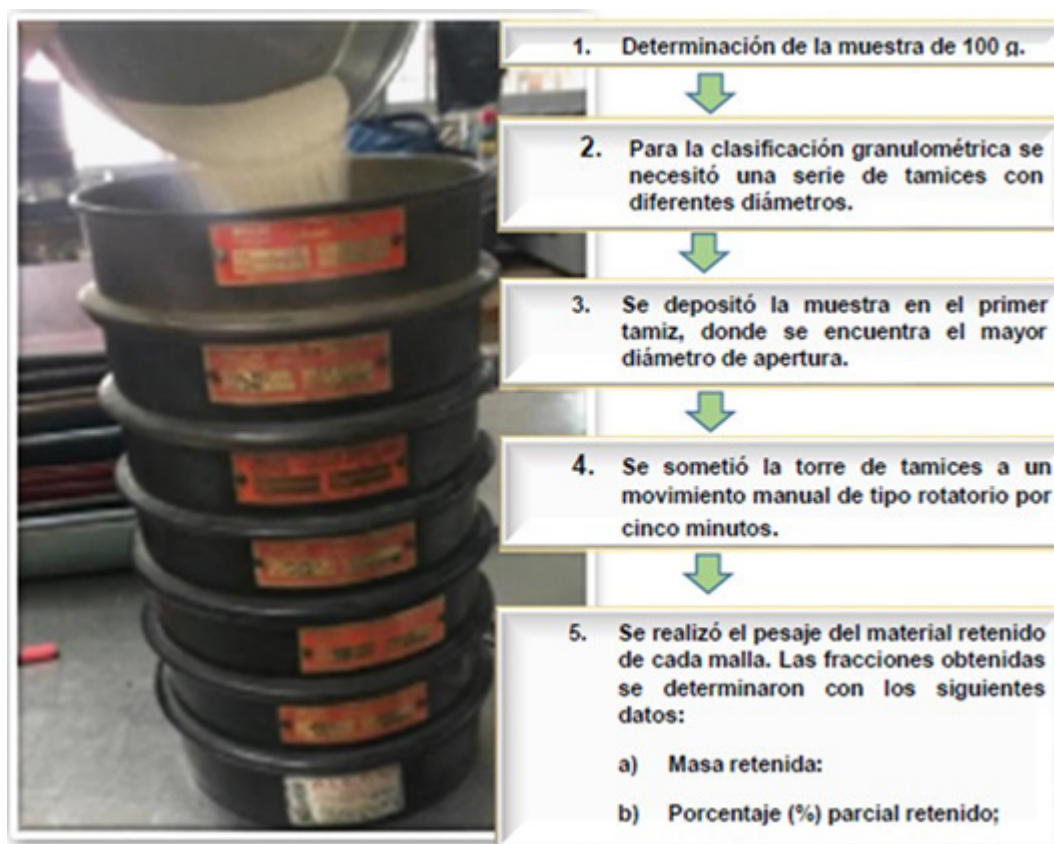 1. Determinación de la muestra de 100 g.
2. Para la clasificación granulométrica se
necesitó una serie de tamices con
diferentes diámetros.
3. Se depositó la muestra en el primer
tamiz, donde se encuentra el mayor
diámetro de apertura.
4. Se sometió la torre de tamices a un
movimiento manual de tipo rotatorio por
cinco minutos.
5. Se realizó el pesaje del material retenido
de cada malla. Las fracciones obtenidas
se determinaron con los siguientes
datos:
a) Masa retenida:
b) Porcentaje (%) parcial retenido;